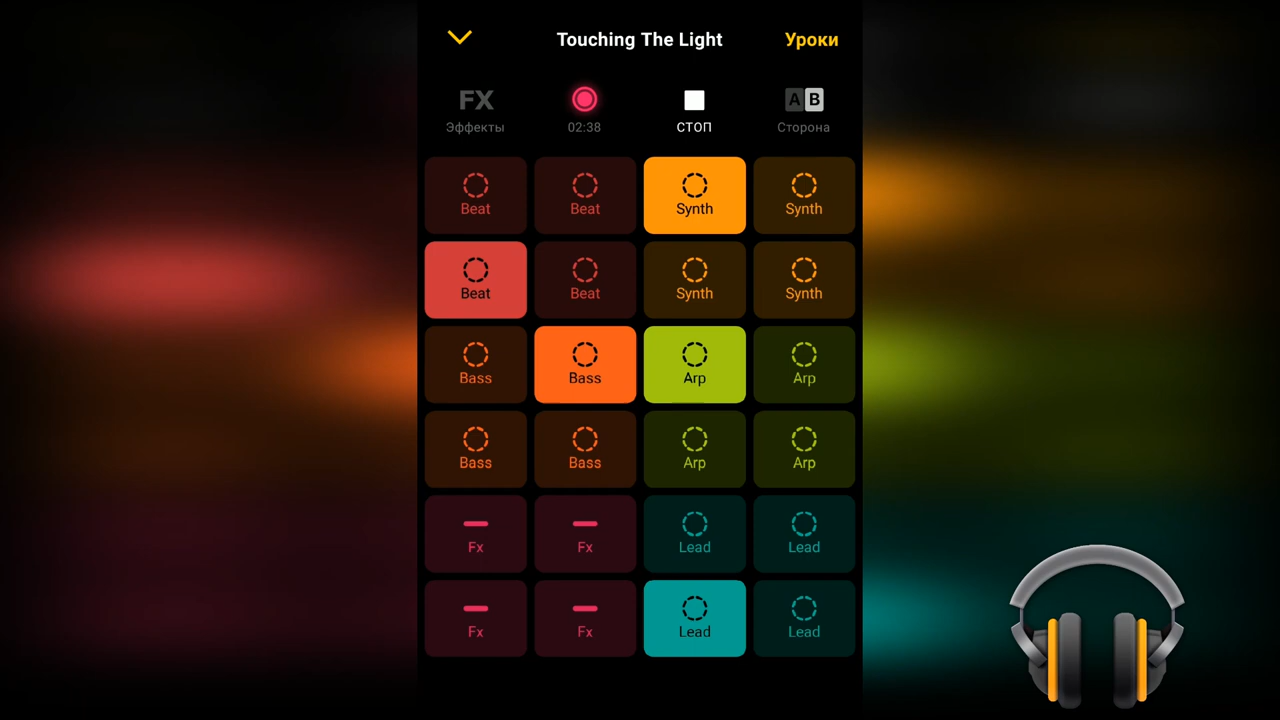 Touching The Light
Уроки
FX
A B
Эффекты
02:38
СТОП
Сторона
Beat
Beat
Synth
Synth
Beat
Beat
Synth
Synth
Bass
Bass
Arp
Arp
Bass
Bass
Arp
Arp
Fx
Fx
Lead
Lead
Fx
Fx
Lead
Lead